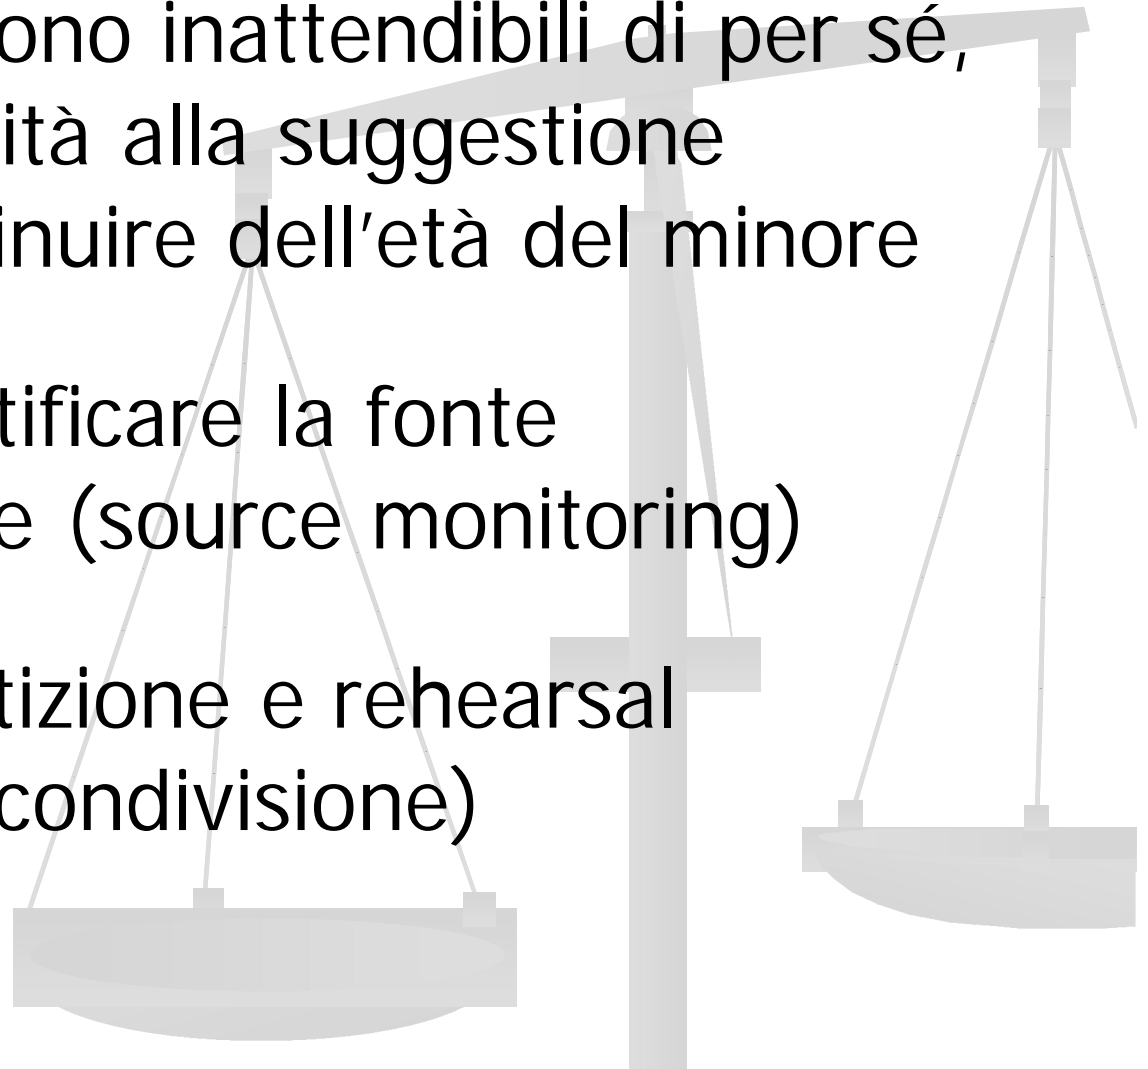 ono inattendibili di per sé,
ità alla suggestione
inuire dell'età del minore
tificare la fonte
e (source monitoring)
tizione e rehearsal
condivisione)